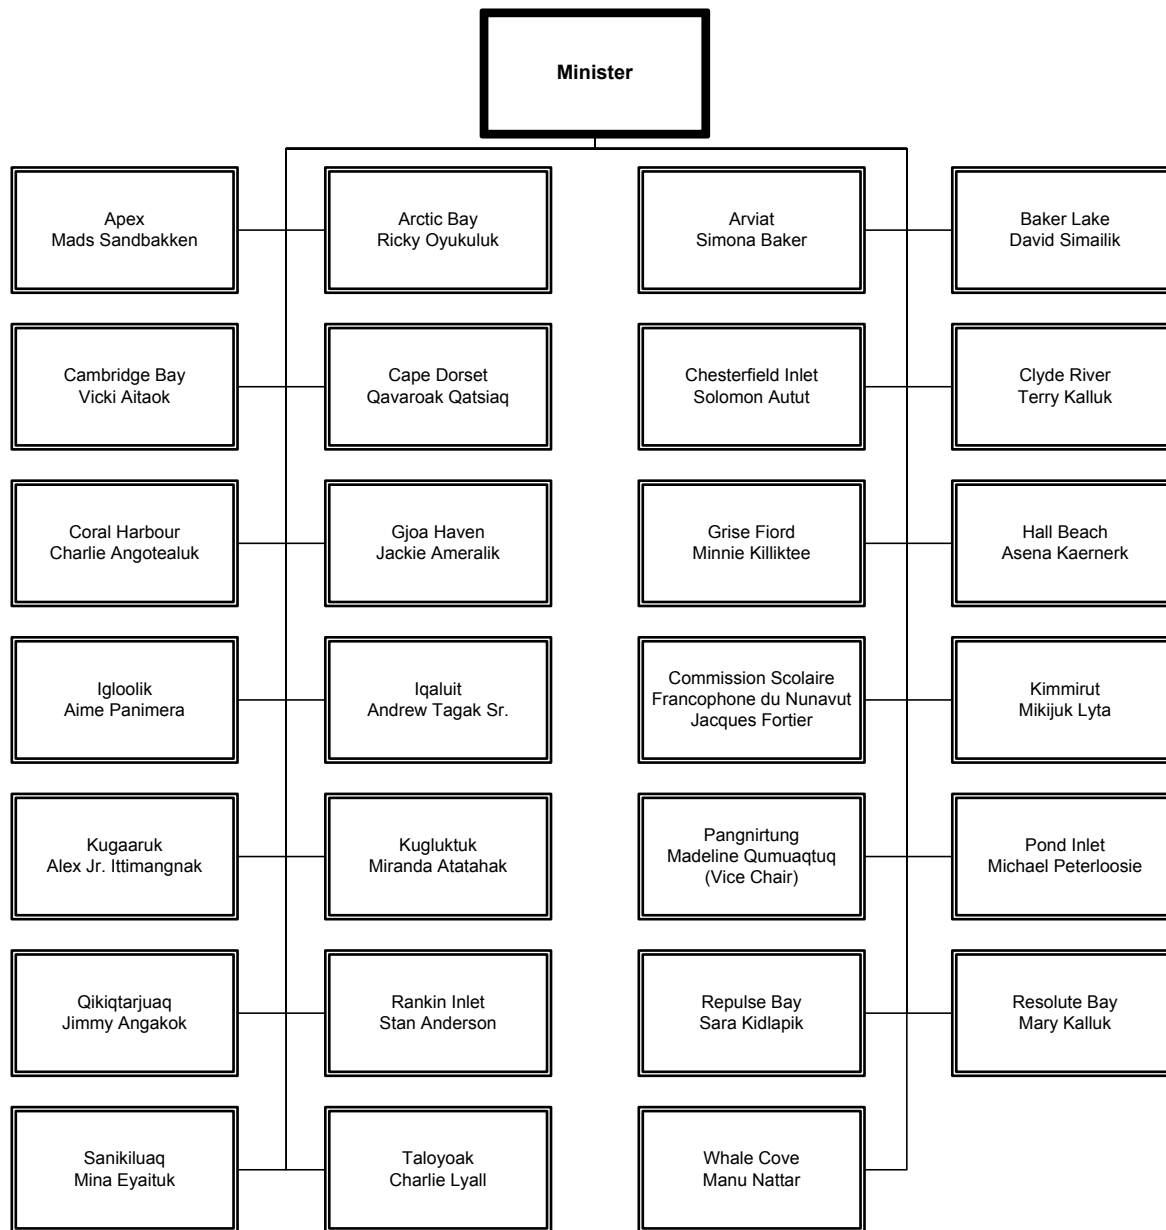 Minister
Apex
Mads Sandbakken
Arctic Bay
Ricky Oyukuluk
Arviat
Simona Baker
Baker Lake
David Simailik
Cambridge Bay
Vicki Aitaok
Cape Dorset
Qavaroak Qatsiaq
Chesterfield Inlet
Solomon Autut
Clyde River
Terry Kalluk
Coral Harbour
Charlie Angotealuk
Gjoa Haven
Jackie Ameralik
Grise Fiord
Minnie Killiktee
Hall Beach
Asena Kaernerk
Igloolik
Aime Panimera
Iqaluit
Andrew Tagak Sr.
Commission Scolaire
Francophone du Nunavut
Jacques Fortier
Kimmirut
Mikijuk Lyta
Kugaaruk
Alex Jr. Ittimangnak
Kugluktuk
Miranda Atatahak
Pangnirtung
Madeline Qumuaqtuq
(Vice Chair)
Pond Inlet
Michael Peterloosie
Qikiqtarjuaq
Jimmy Angakok
Rankin Inlet
Stan Anderson
Repulse Bay
Sara Kidlapik
Resolute Bay
Mary Kalluk
Sanikiluaq
Mina Eyaituk
Taloyoak
Charlie Lyall
Whale Cove
Manu Nattar